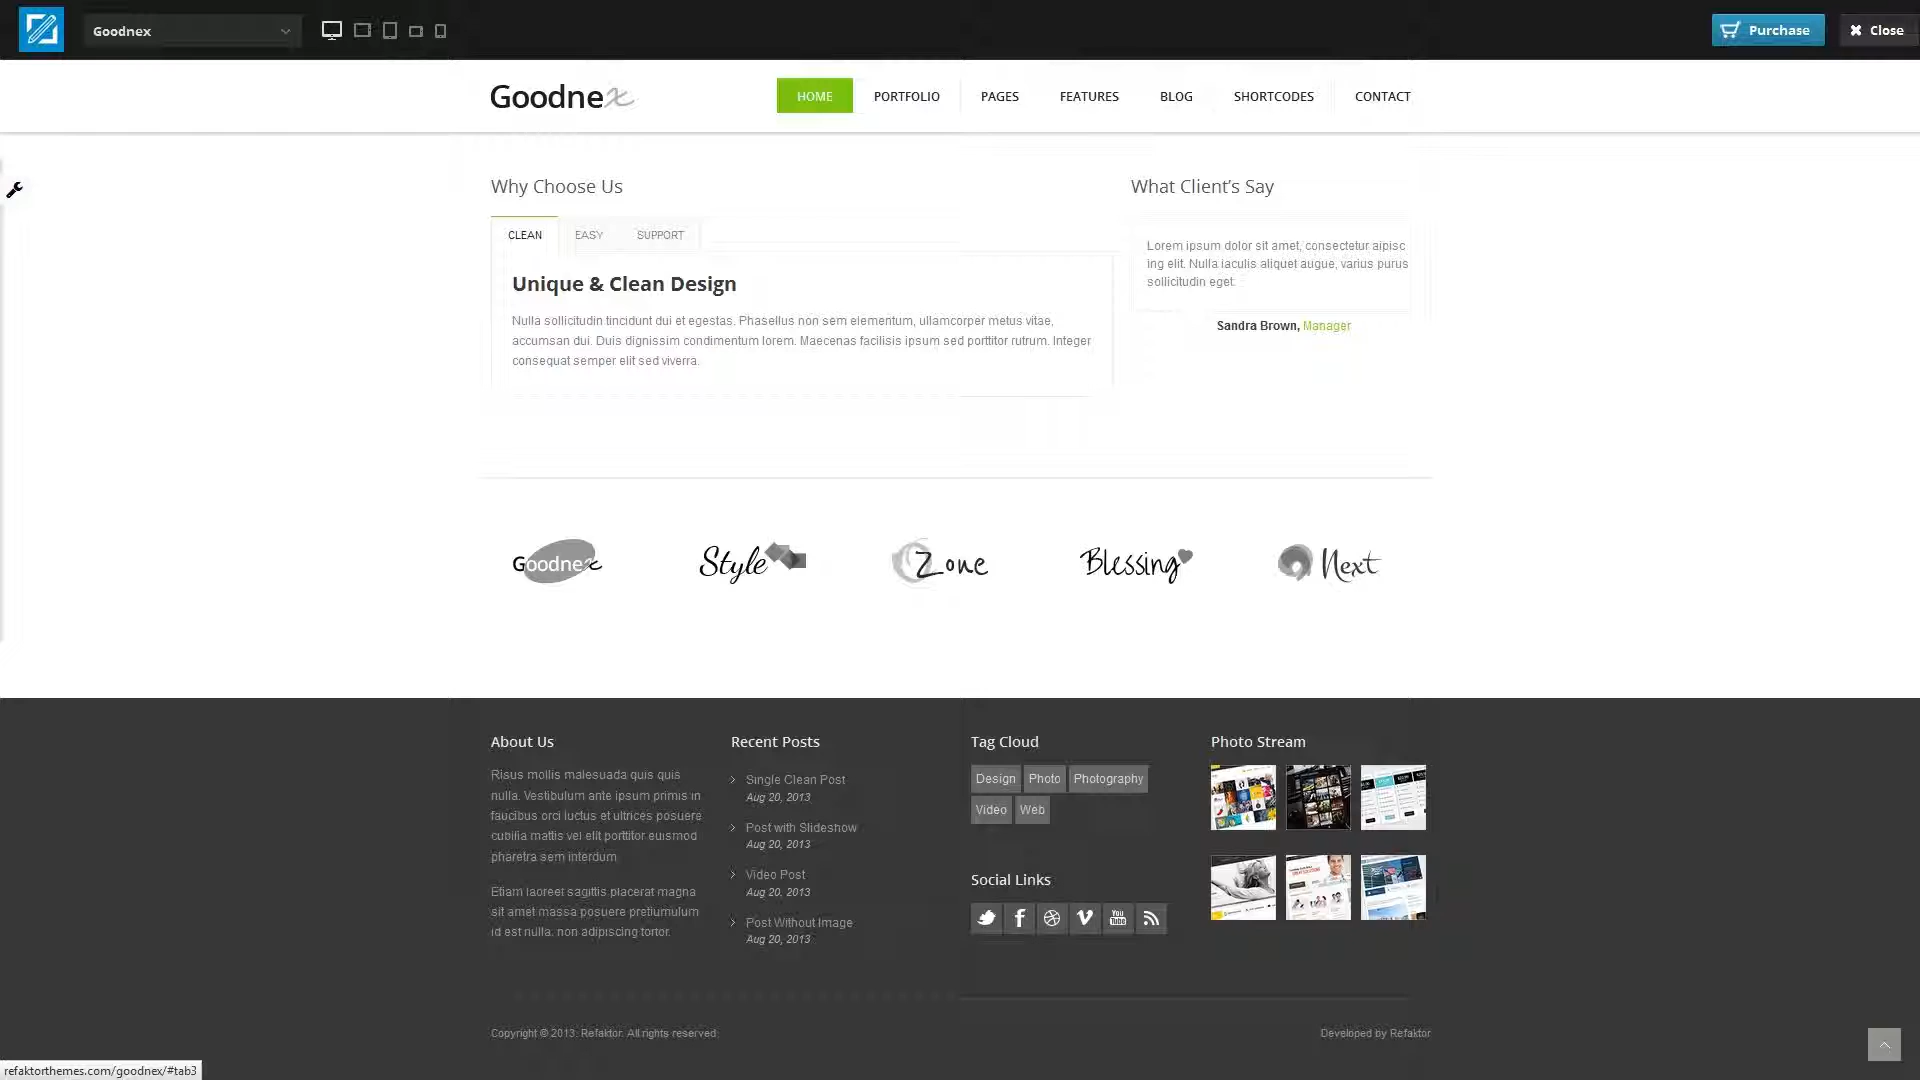 Goodnex
Purchase
Close
Goodnex
HOME
PORTFOLIO
PAGES
FEATURES
BLOG
SHORTCODES
CONTACT
Why Choose Us
CLEAN
EASY
SUPPORT
Unique & Clean Design
Nulla sollicitudin tincidunt dui et egestas. Phasellus non sem elementum, ullamcorper metus vitae,
accumsan dui. Duis dignissim condimentum lorem. Maecenas facilisis ipsum sed porttitor rutrum. Integer
consequat semper elit sed viverra.
What Client's Say
Lorem ipsum dolor sit amet, consectetur aipisc
ing elit. Nulla iaculis aliquet augue, varius purus
sollicitudin eget.
Sandra Brown, Manager
Goodnex
Style
Zone
Blessing
Next
About Us
Risus mollis malesuada quis quis
nulla. Vestibulum ante ipsum primis in
faucibus orci luctus et ultrices posuere
cubilia mattis vel elit porttitor euismod
pharetra sem interdum.
Etiam laoreet sagittis placerat magna
sit amet massa posuere pretiumulum
id est nulla. non adipiscing tortor.
Recent Posts
Single Clean Post
Aug 20, 2013
Post with Slideshow
Aug 20, 2013
Video Post
Aug 20, 2013
Post Without Image
Aug 20, 2013
Tag Cloud
Design
Photo
Photography
Video
Web
Social Links
You
Tube
Photo Stream
Copyright © 2013. Refaktor. All rights reserved.
Developed by Refaktor
refaktorthemes.com/goodnex/#tab3